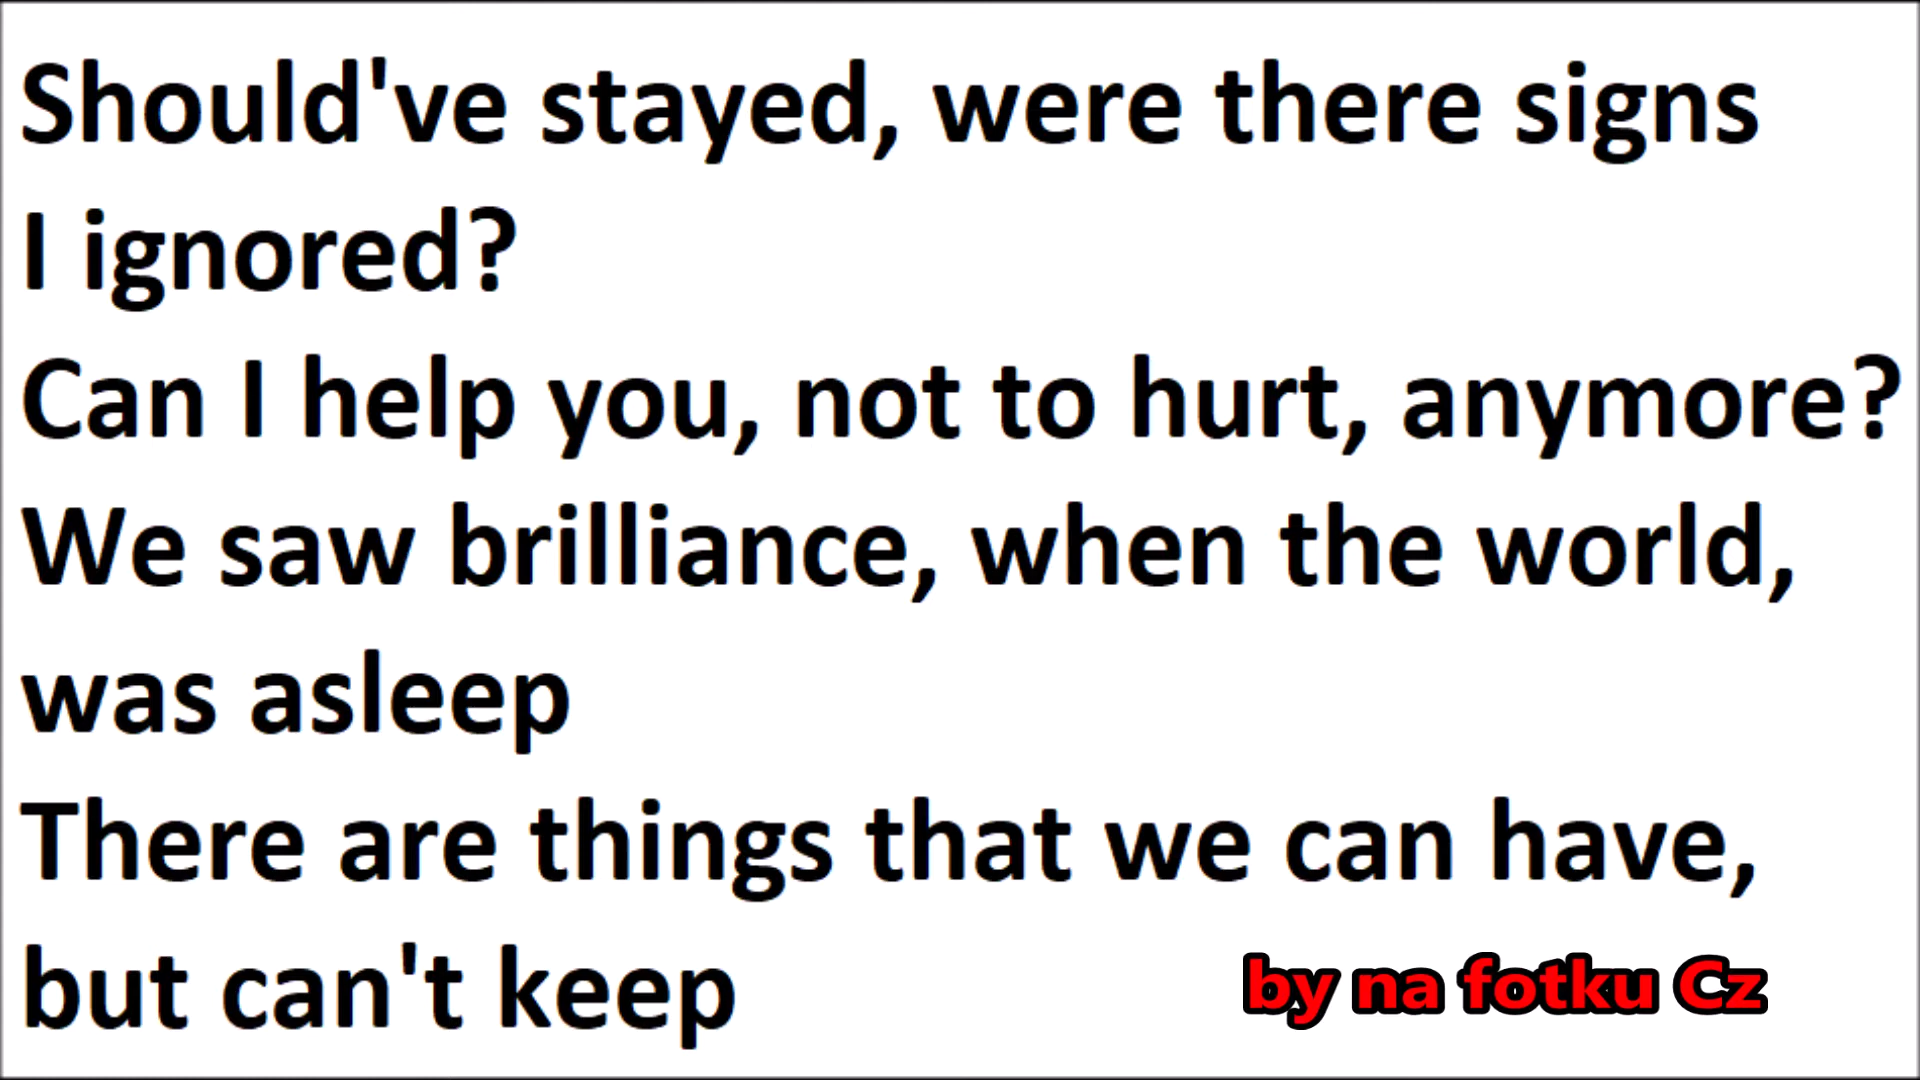 Should've stayed, were there signs
I ignored?
Can I help you, not to hurt, anymore?
We saw brilliance, when the world,
was asleep
There are things that we can have,
but can't keep
by na fotku Cz